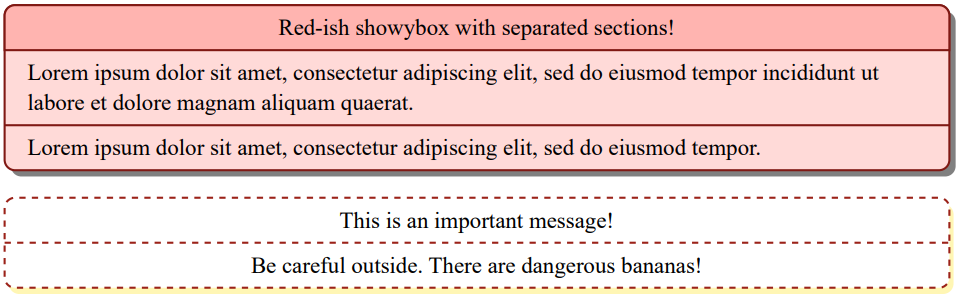 Red-ish showybox with separated sections!
Lorem ipsum dolor sit amet, consectetur adipiscing elit, sed do eiusmod tempor incididunt ut
labore et dolore magnam aliquam quaerat.
Lorem ipsum dolor sit amet, consectetur adipiscing elit, sed do eiusmod tempor.
This is an important message!
Be careful outside. There are dangerous bananas!